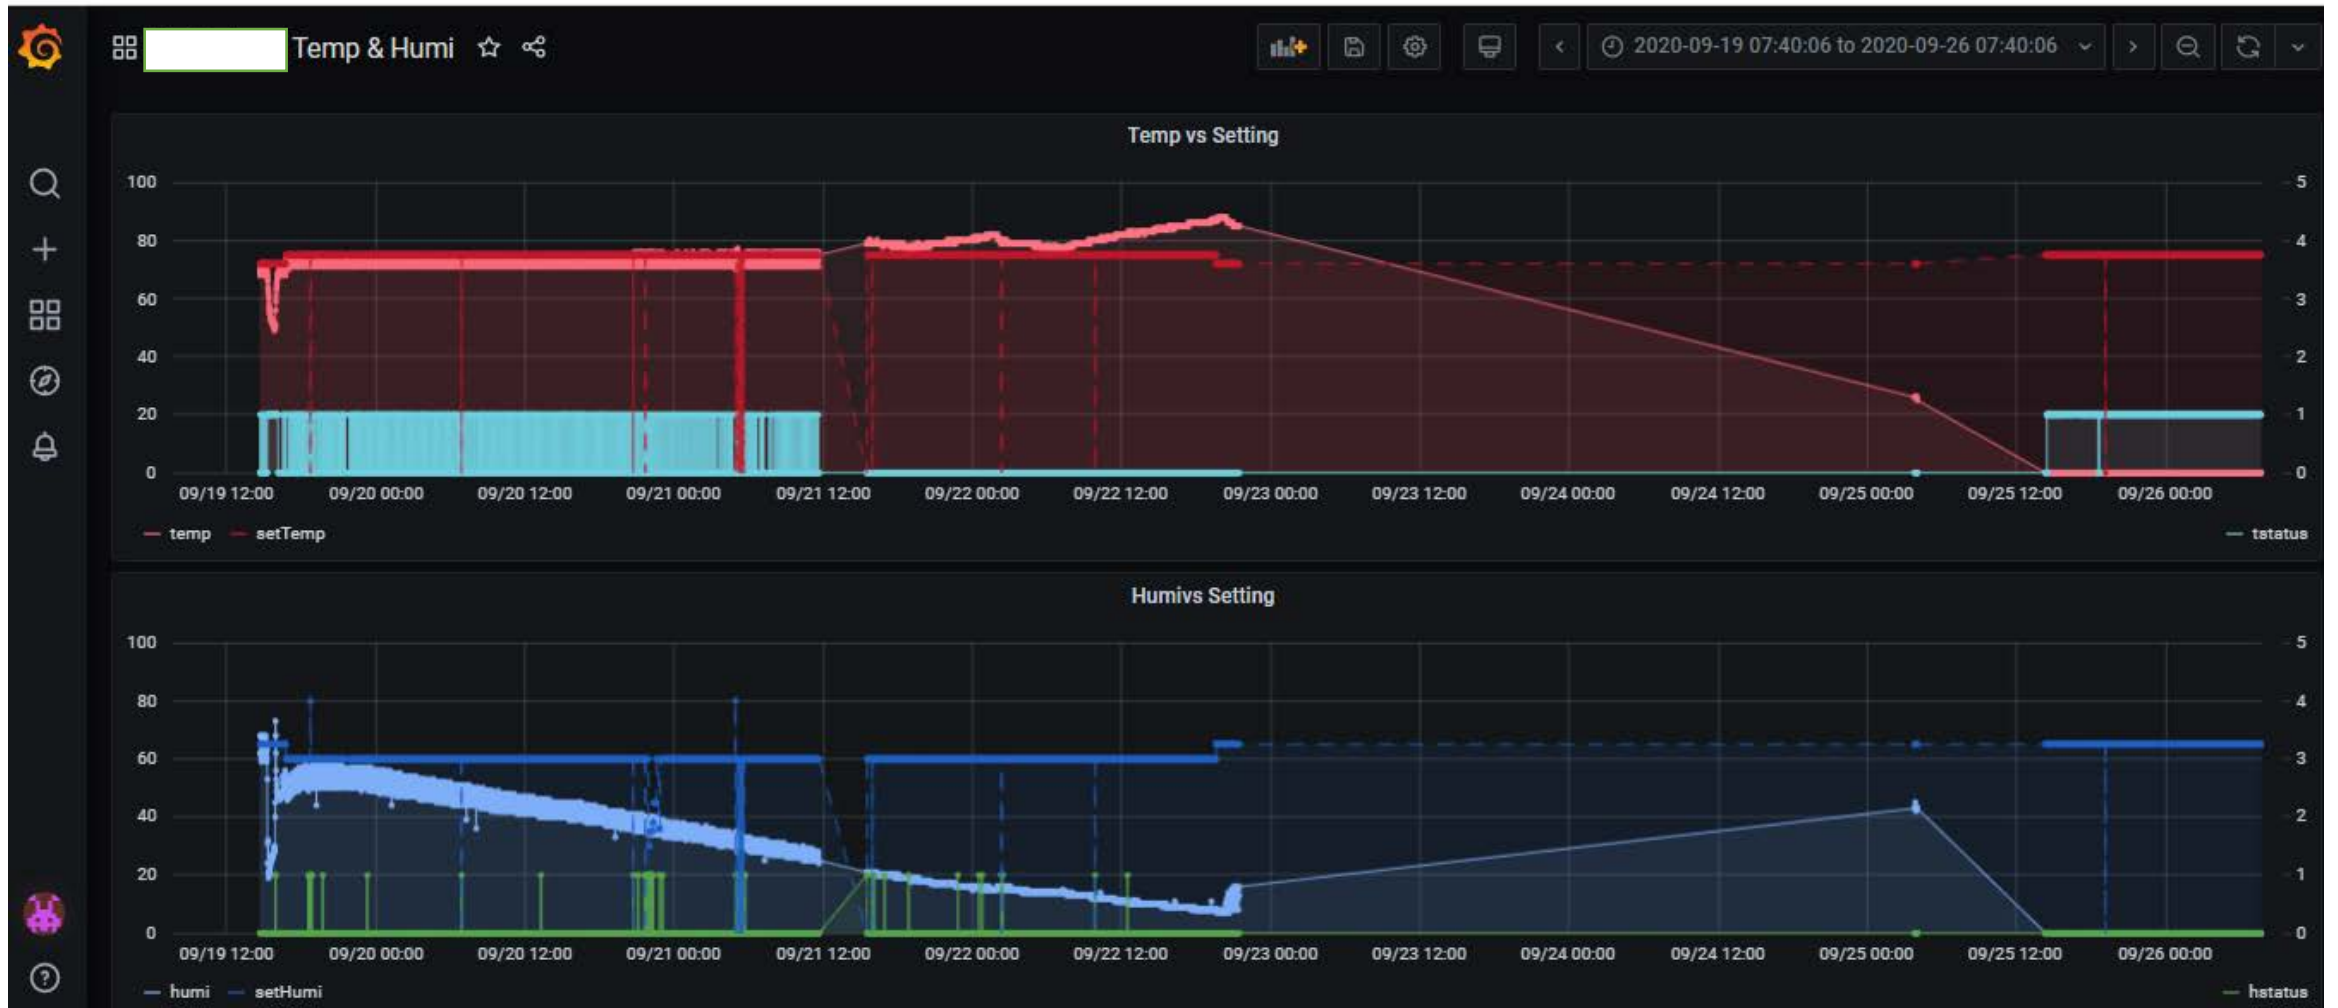 Temp & Humi
2020-09-19 07:40:06 to 2020-09-26 07:40:06
Temp vs Setting
100 5
80 4
60 3
40 2
20 1
0 0
09/19 12:00 09/20 00:00 09/20 12:00 09/21 00:00 09/21 12:00 09/22 00:00 09/22 12:00 09/23 00:00 09/23 12:00 09/24 00:00 09/24 12:00 09/25 00:00 09/25 12:00 09/26 00:00
temp setTemp tstatus
Humivs Setting
100 5
80 4
60 3
40 2
20 1
0 0
09/19 12:00 09/20 00:00 09/20 12:00 09/21 00:00 09/21 12:00 09/22 00:00 09/22 12:00 09/23 00:00 09/23 12:00 09/24 00:00 09/24 12:00 09/25 00:00 09/25 12:00 09/26 00:00
humi setHumi hstatus